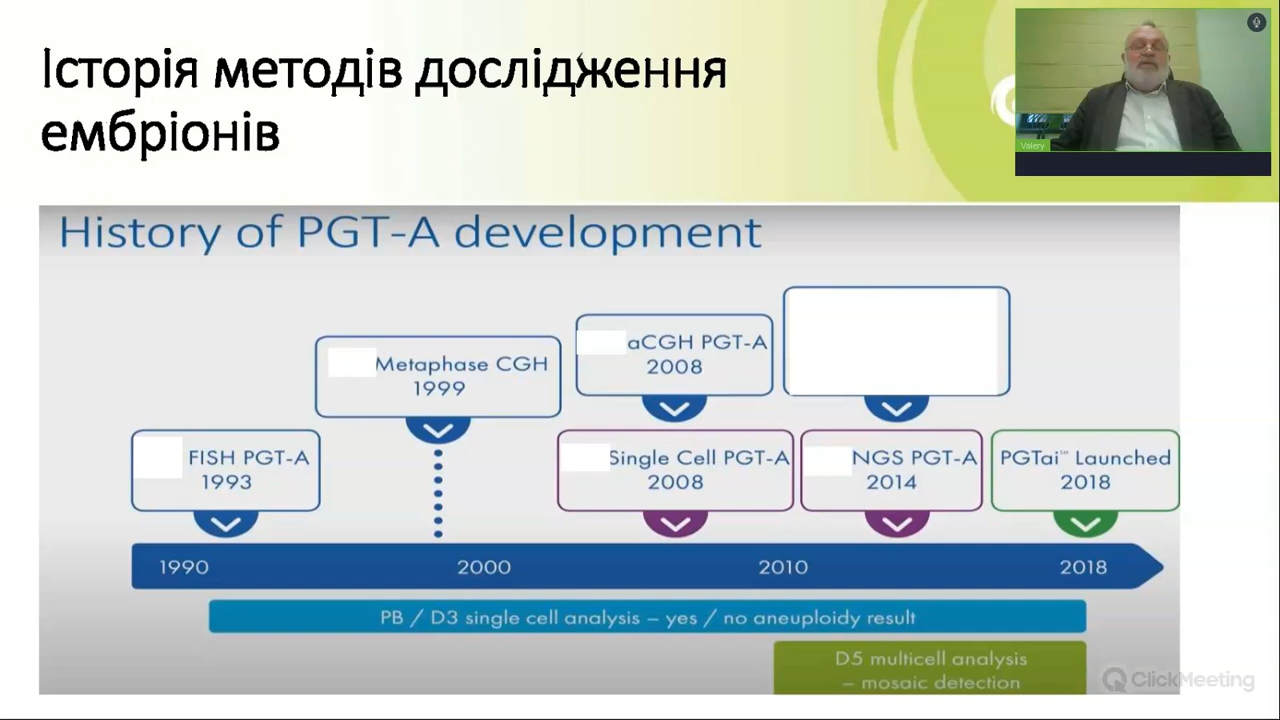 Історія методів дослідження
ембріонів
Valery
History of PGT-A development
aCGH PGT-A
2008
Metaphase CGH
1999
FISH PGT-A
1993
Single Cell PGT-A
2008
NGS PGT-A
2014
PGTai℠ Launched
2018
1990 2000 2010 2018
PB / D3 single cell analysis – yes / no aneuploidy result
D5 multicell analysis
– mosaic detection
ClickMeeting